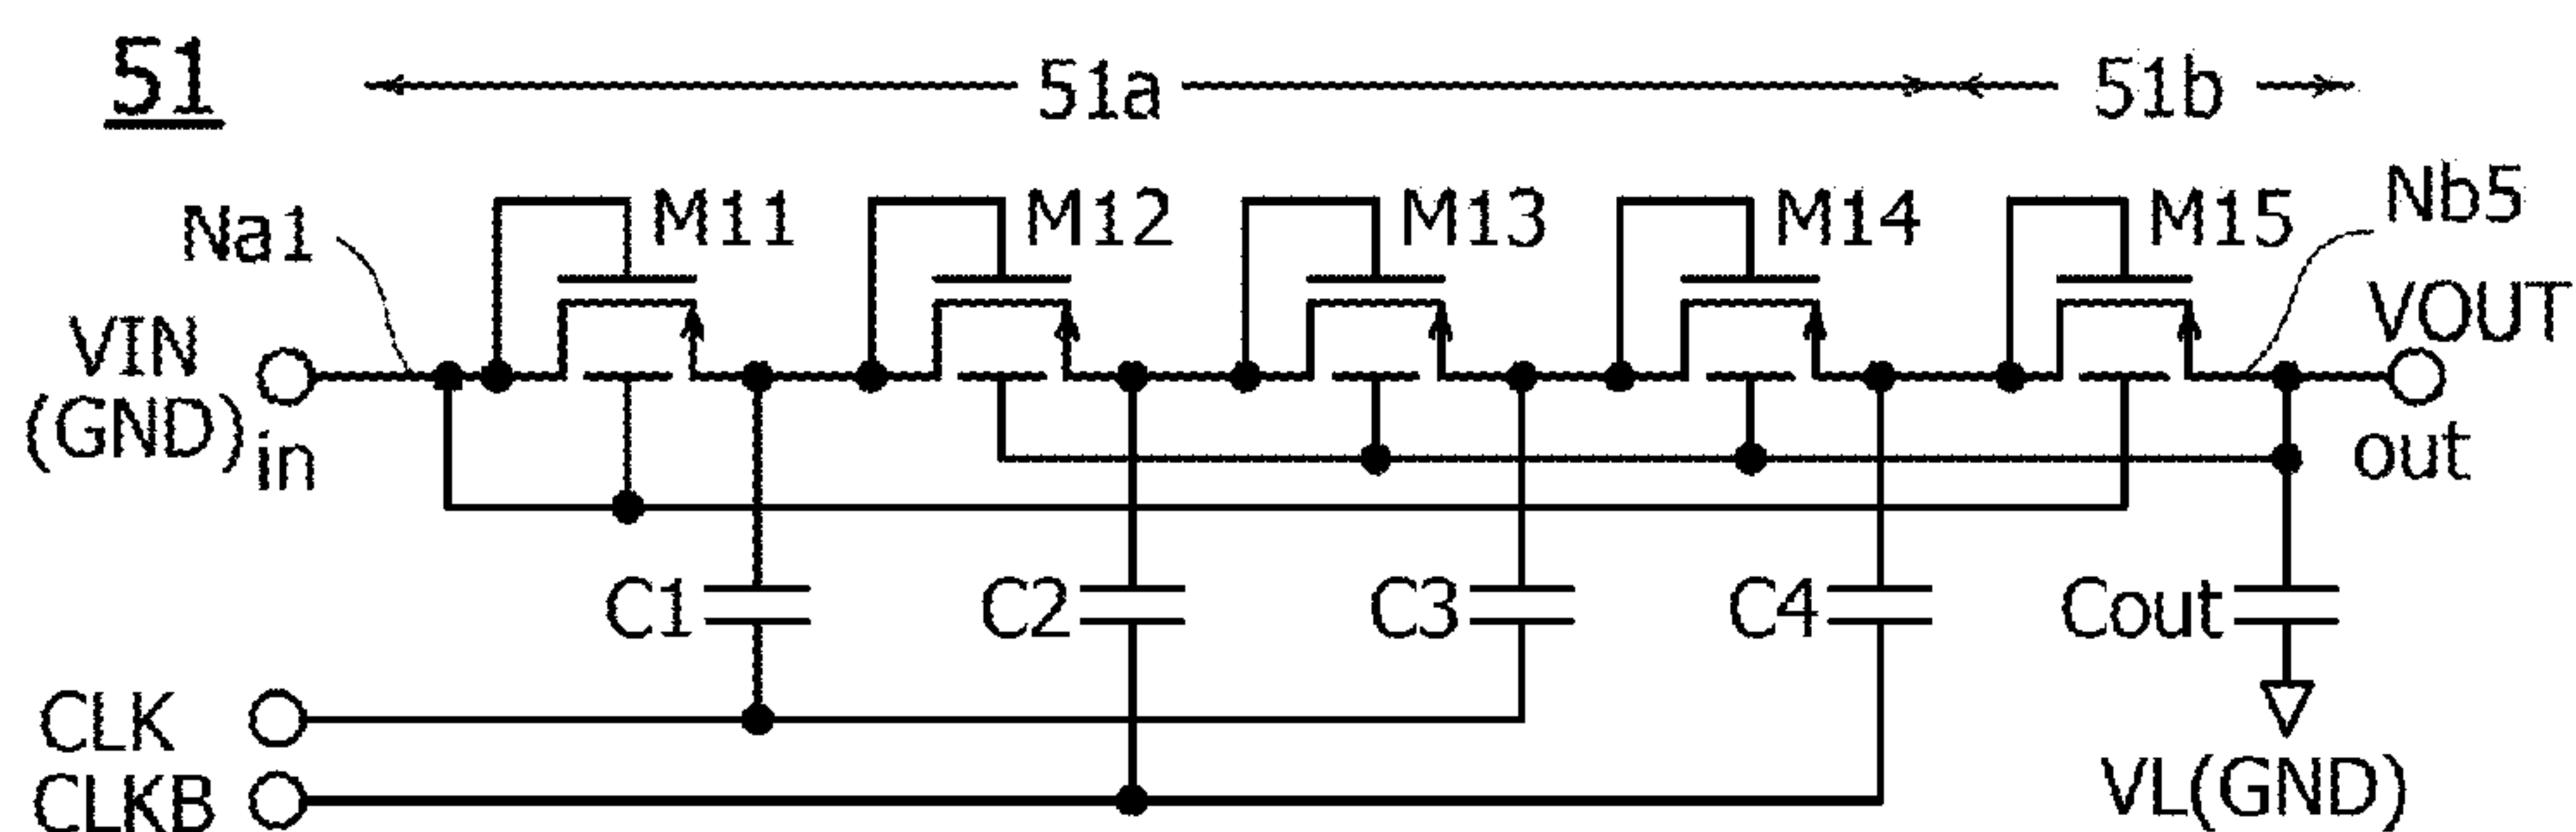 51
51a
51b
Na1
M11
M12
M13
M14
M15
Nb5
VIN
(GND)
in
VOUT
out
C1
C2
C3
C4
Cout
CLK
CLKB
VL(GND)